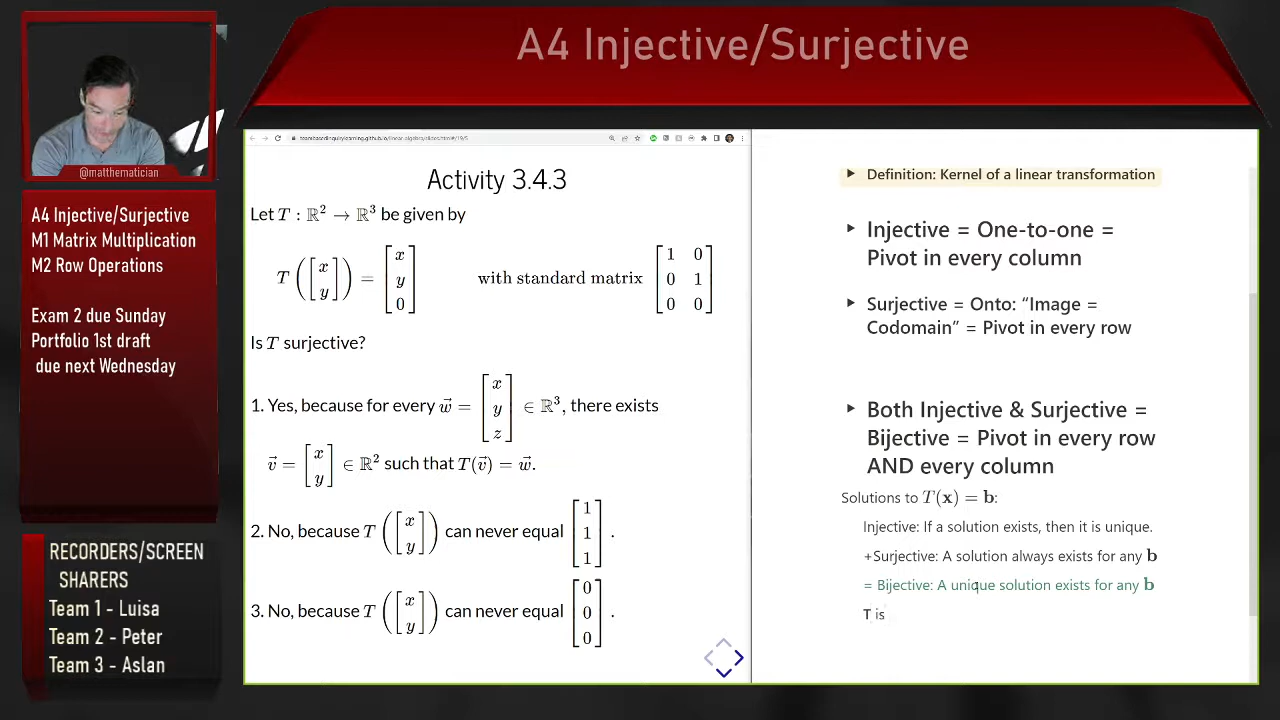 A4 Injective/Surjective
@matthematician
A4 Injective/Surjective
M1 Matrix Multiplication
M2 Row Operations
Exam 2 due Sunday
Portfolio 1st draft
due next Wednesday
RECORDERS/SCREEN
SHARERS
Team 1 - Luisa
Team 2 - Peter
Team 3 - Aslan
Activity 3.4.3
Let T : ℝ² → ℝ³ be given by
T([x y]) = [x y 0] with standard matrix [1 0 0 1 0 0]
Is T surjective?
1. Yes, because for every w⃗ = [x y z] ∈ ℝ³, there exists
v⃗ = [x y] ∈ ℝ² such that T(v⃗) = w⃗.
2. No, because T([x y]) can never equal [1 1 1].
3. No, because T([x y]) can never equal [0 0 0].
Definition: Kernel of a linear transformation
Injective = One-to-one =
Pivot in every column
Surjective = Onto: “Image =
Codomain” = Pivot in every row
Both Injective & Surjective =
Bijective = Pivot in every row
AND every column
Solutions to T(x) = b:
Injective: If a solution exists, then it is unique.
+Surjective: A solution always exists for any b
= Bijective: A unique solution exists for any b
T is